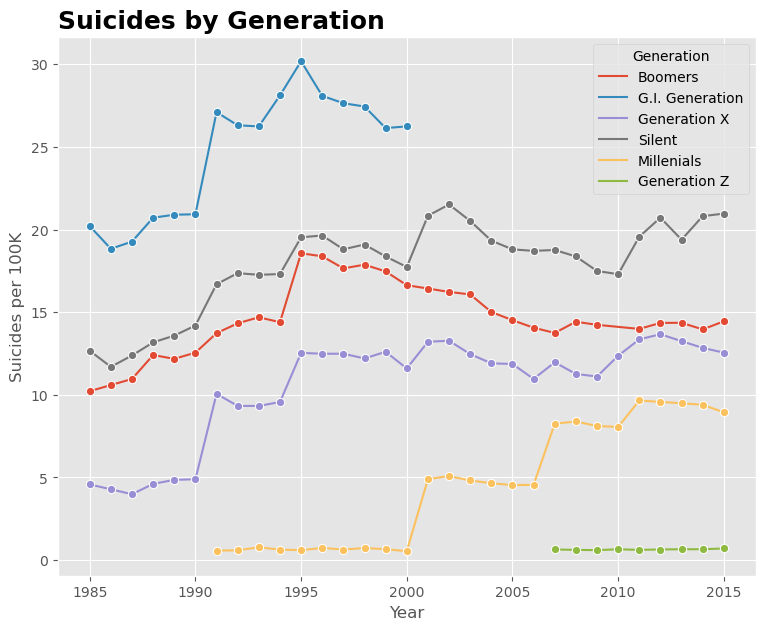 Suicides by Generation
Suicides per 100K
30
25
20
15
10
5
0
Generation
Boomers
G.I. Generation
Generation X
Silent
Millenials
Generation Z
1985
1990
1995
2000
2005
2010
2015
Year